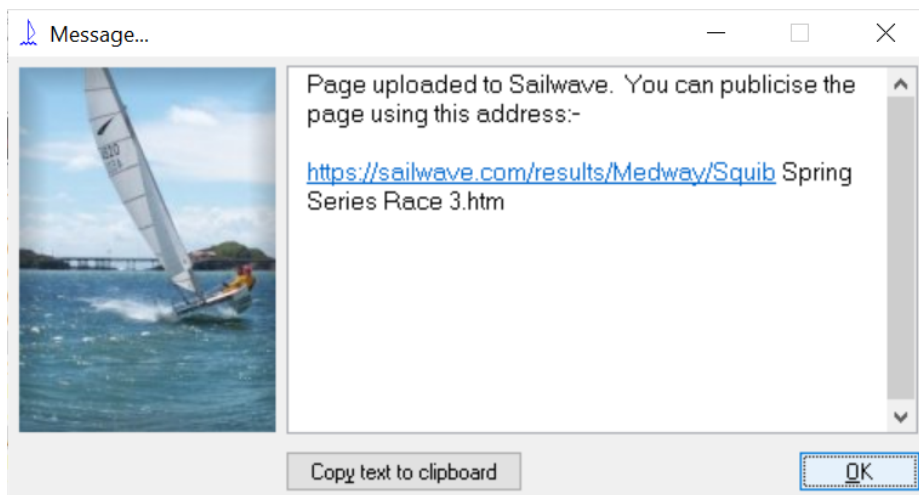 Message...
Page uploaded to Sailwave.  You can publicise the
page using this address:-
https://sailwave.com/results/Medway/Squib Spring
Series Race 3.htm
Copy text to clipboard
OK